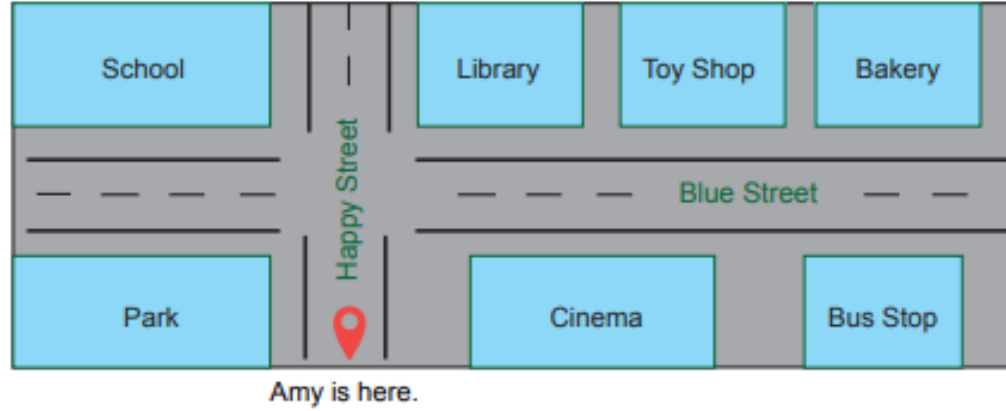 School
Library
Toy Shop
Bakery
Happy Street
Blue Street
Park
Cinema
Bus Stop
Amy is here.